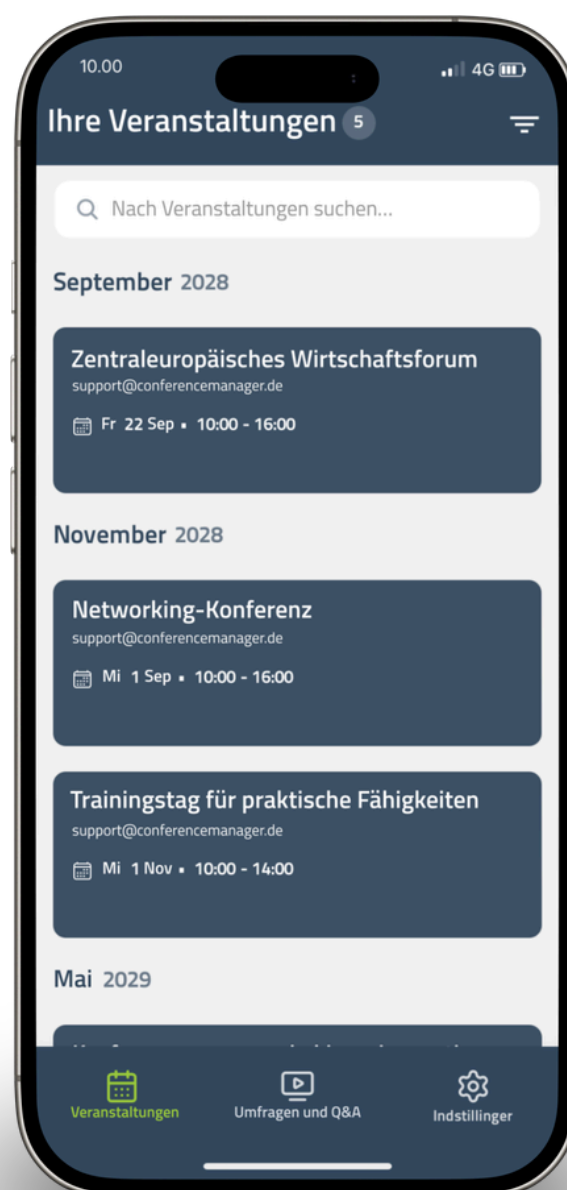 10.00
4G
Ihre Veranstaltungen 5
Nach Veranstaltungen suchen...
September 2028
Zentraleuropäisches Wirtschaftsforum
support@conferencemanager.de
Fr 22 Sep ▪ 10:00 - 16:00
November 2028
Networking-Konferenz
support@conferencemanager.de
Mi 1 Sep ▪ 10:00 - 16:00
Trainingstag für praktische Fähigkeiten
support@conferencemanager.de
Mi 1 Nov ▪ 10:00 - 14:00
Mai 2029
Veranstaltungen
Umfragen und Q&A
Indstillinger